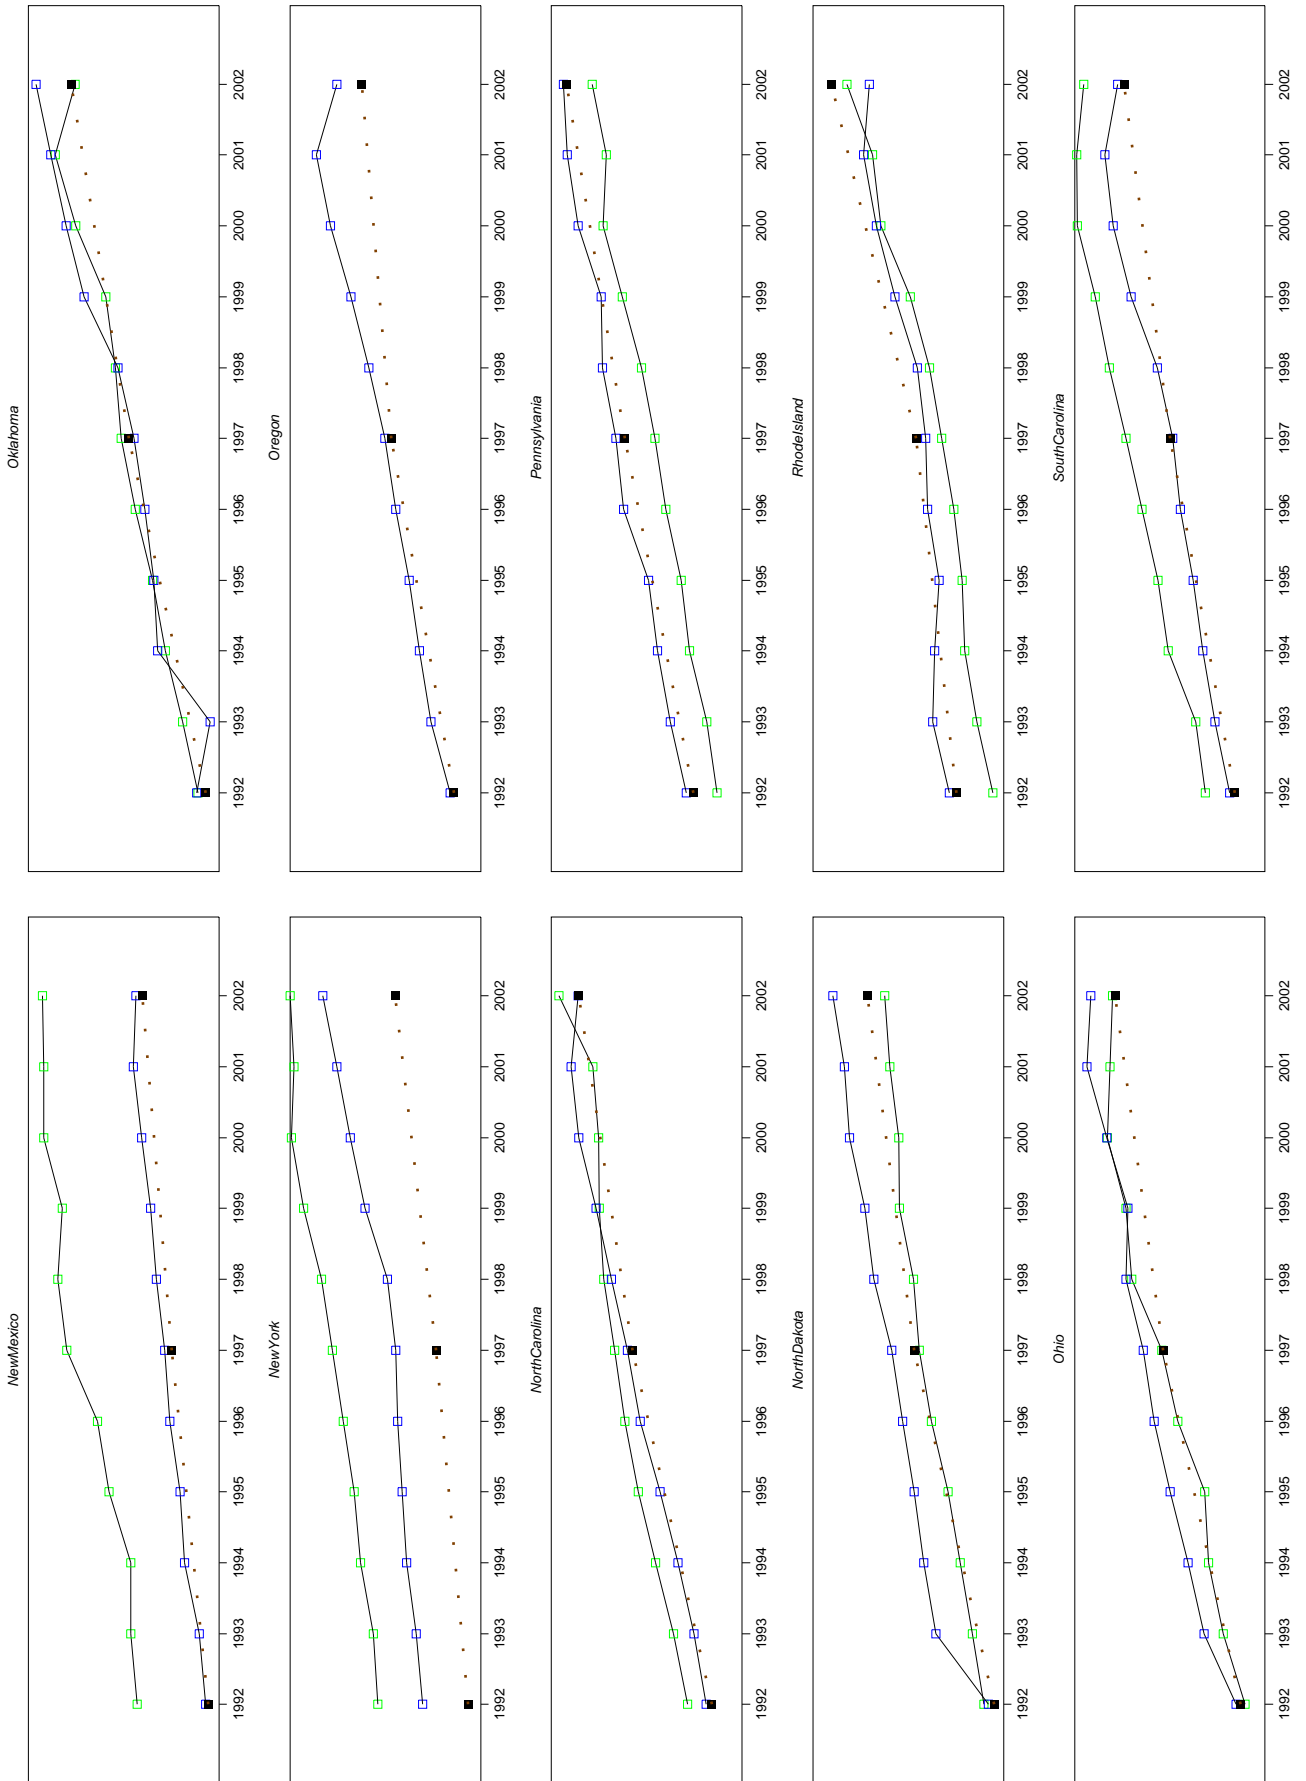 NewMexico
1992 1993 1994 1995 1996 1997 1998 1999 2000 2001 2002
Oklahoma
1992 1993 1994 1995 1996 1997 1998 1999 2000 2001 2002
NewYork
1992 1993 1994 1995 1996 1997 1998 1999 2000 2001 2002
Oregon
1992 1993 1994 1995 1996 1997 1998 1999 2000 2001 2002
NorthCarolina
1992 1993 1994 1995 1996 1997 1998 1999 2000 2001 2002
Pennsylvania
1992 1993 1994 1995 1996 1997 1998 1999 2000 2001 2002
NorthDakota
1992 1993 1994 1995 1996 1997 1998 1999 2000 2001 2002
RhodeIsland
1992 1993 1994 1995 1996 1997 1998 1999 2000 2001 2002
Ohio
1992 1993 1994 1995 1996 1997 1998 1999 2000 2001 2002
SouthCarolina
1992 1993 1994 1995 1996 1997 1998 1999 2000 2001 2002